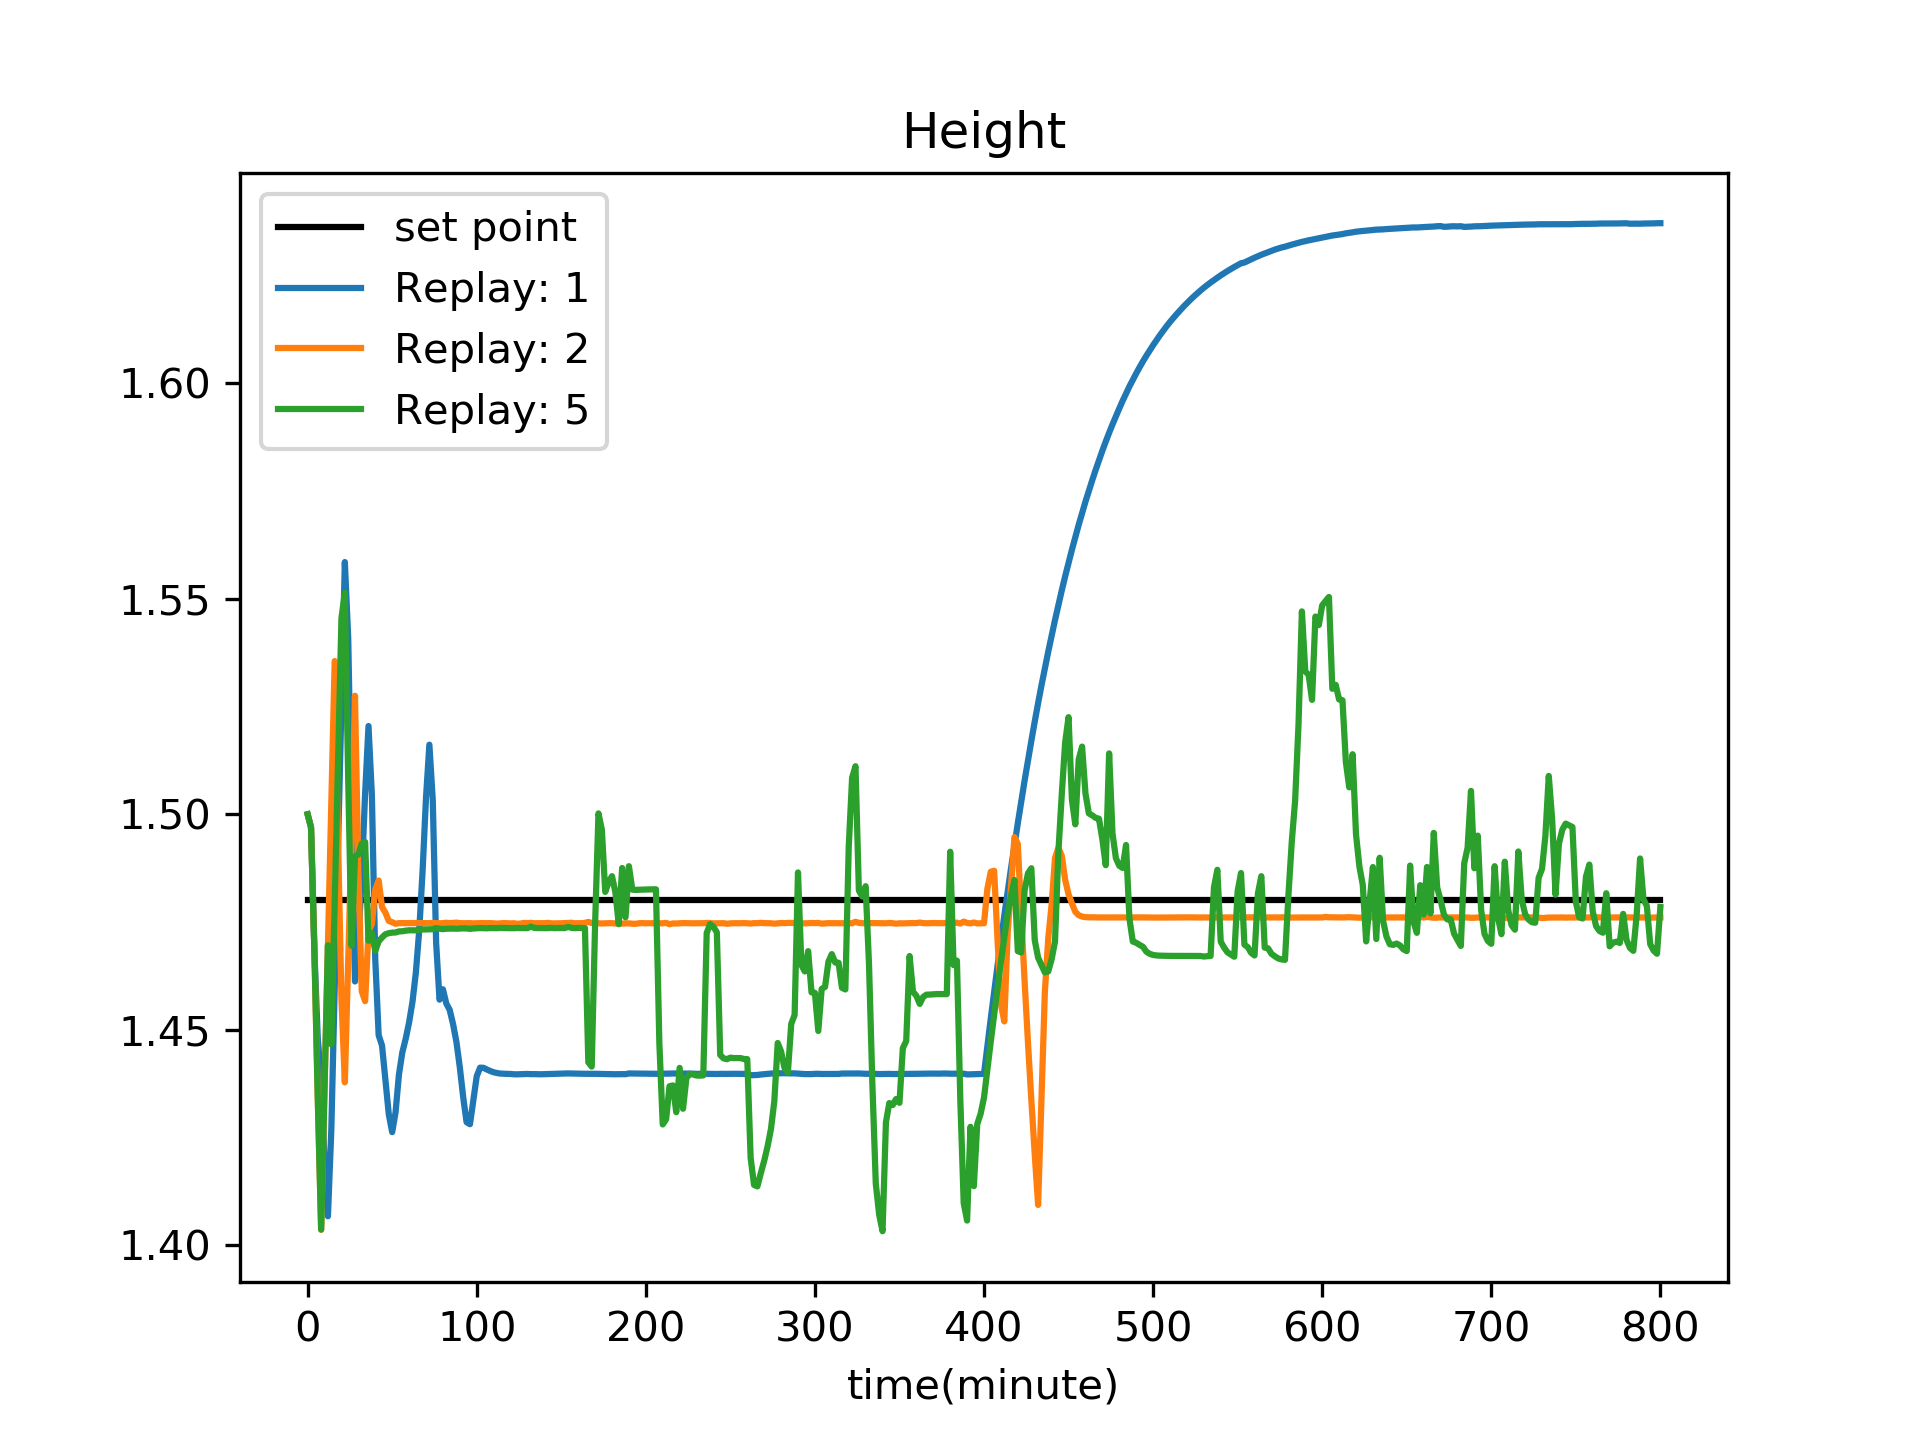 Height
set point
Replay: 1
Replay: 2
Replay: 5
1.60
1.55
1.50
1.45
1.40
0 100 200 300 400 500 600 700 800
time(minute)